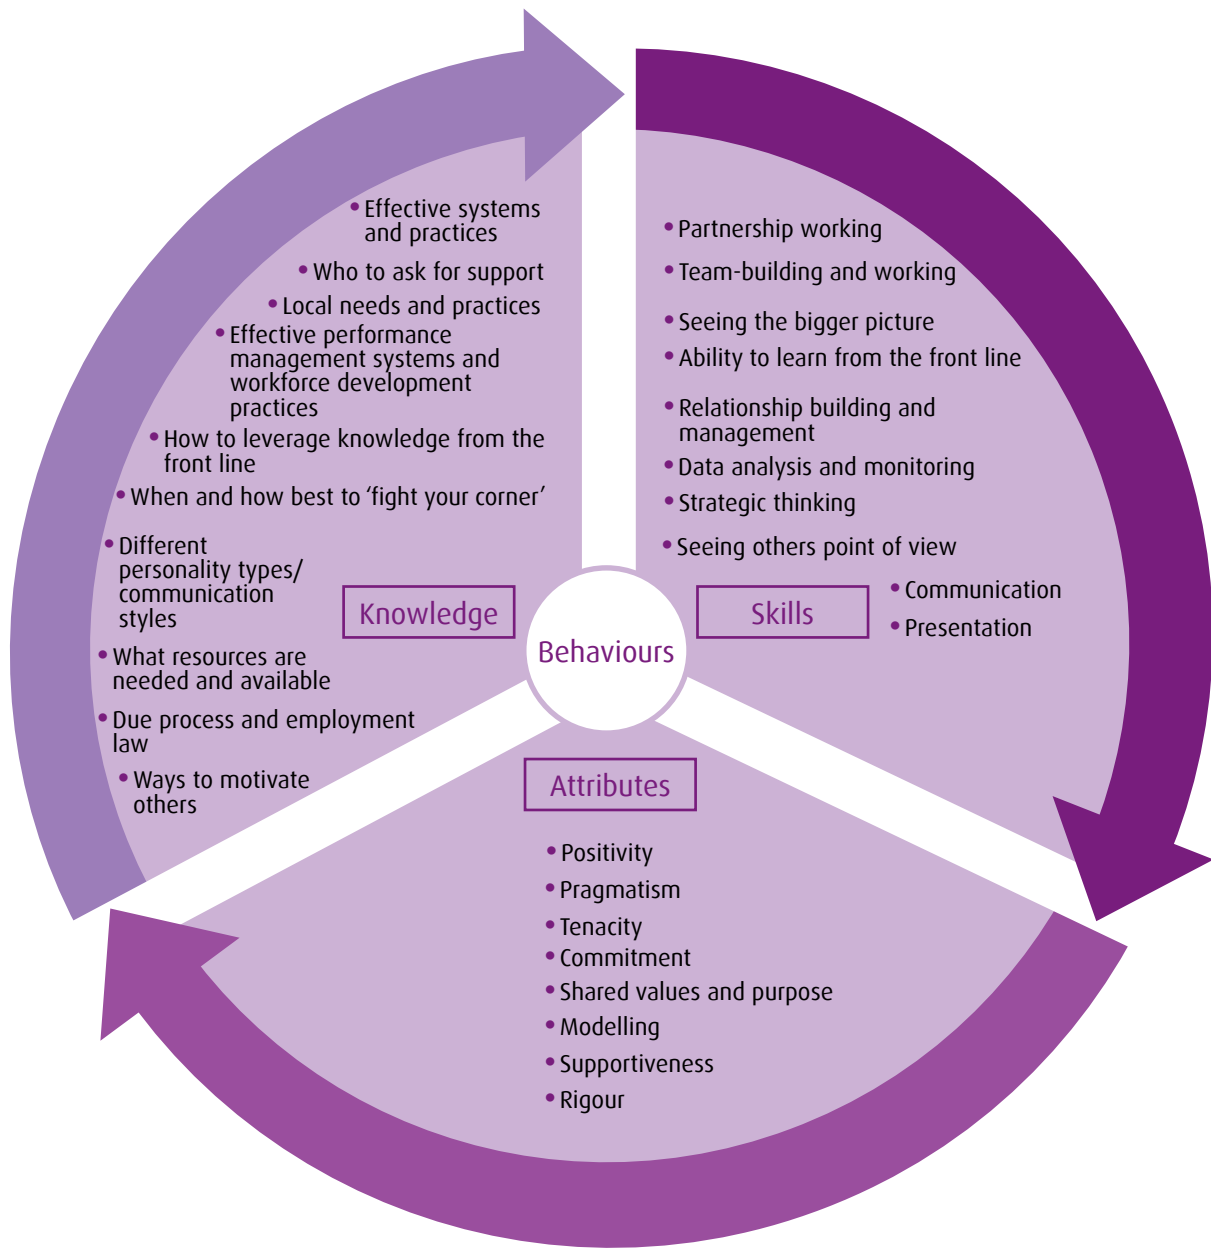 • Effective systems
and practices
• Who to ask for support
• Local needs and practices
• Effective performance
management systems and
workforce development
practices
• How to leverage knowledge from the
front line
• When and how best to ‘fight your corner’
• Different
personality types/
communication
styles
• What resources are
needed and available
• Due process and employment
law
• Ways to motivate
others
Knowledge
• Partnership working
• Team-building and working
• Seeing the bigger picture
• Ability to learn from the front line
• Relationship building and
management
• Data analysis and monitoring
• Strategic thinking
• Seeing others point of view
• Communication
• Presentation
Skills
Behaviours
Attributes
• Positivity
• Pragmatism
• Tenacity
• Commitment
• Shared values and purpose
• Modelling
• Supportiveness
• Rigour